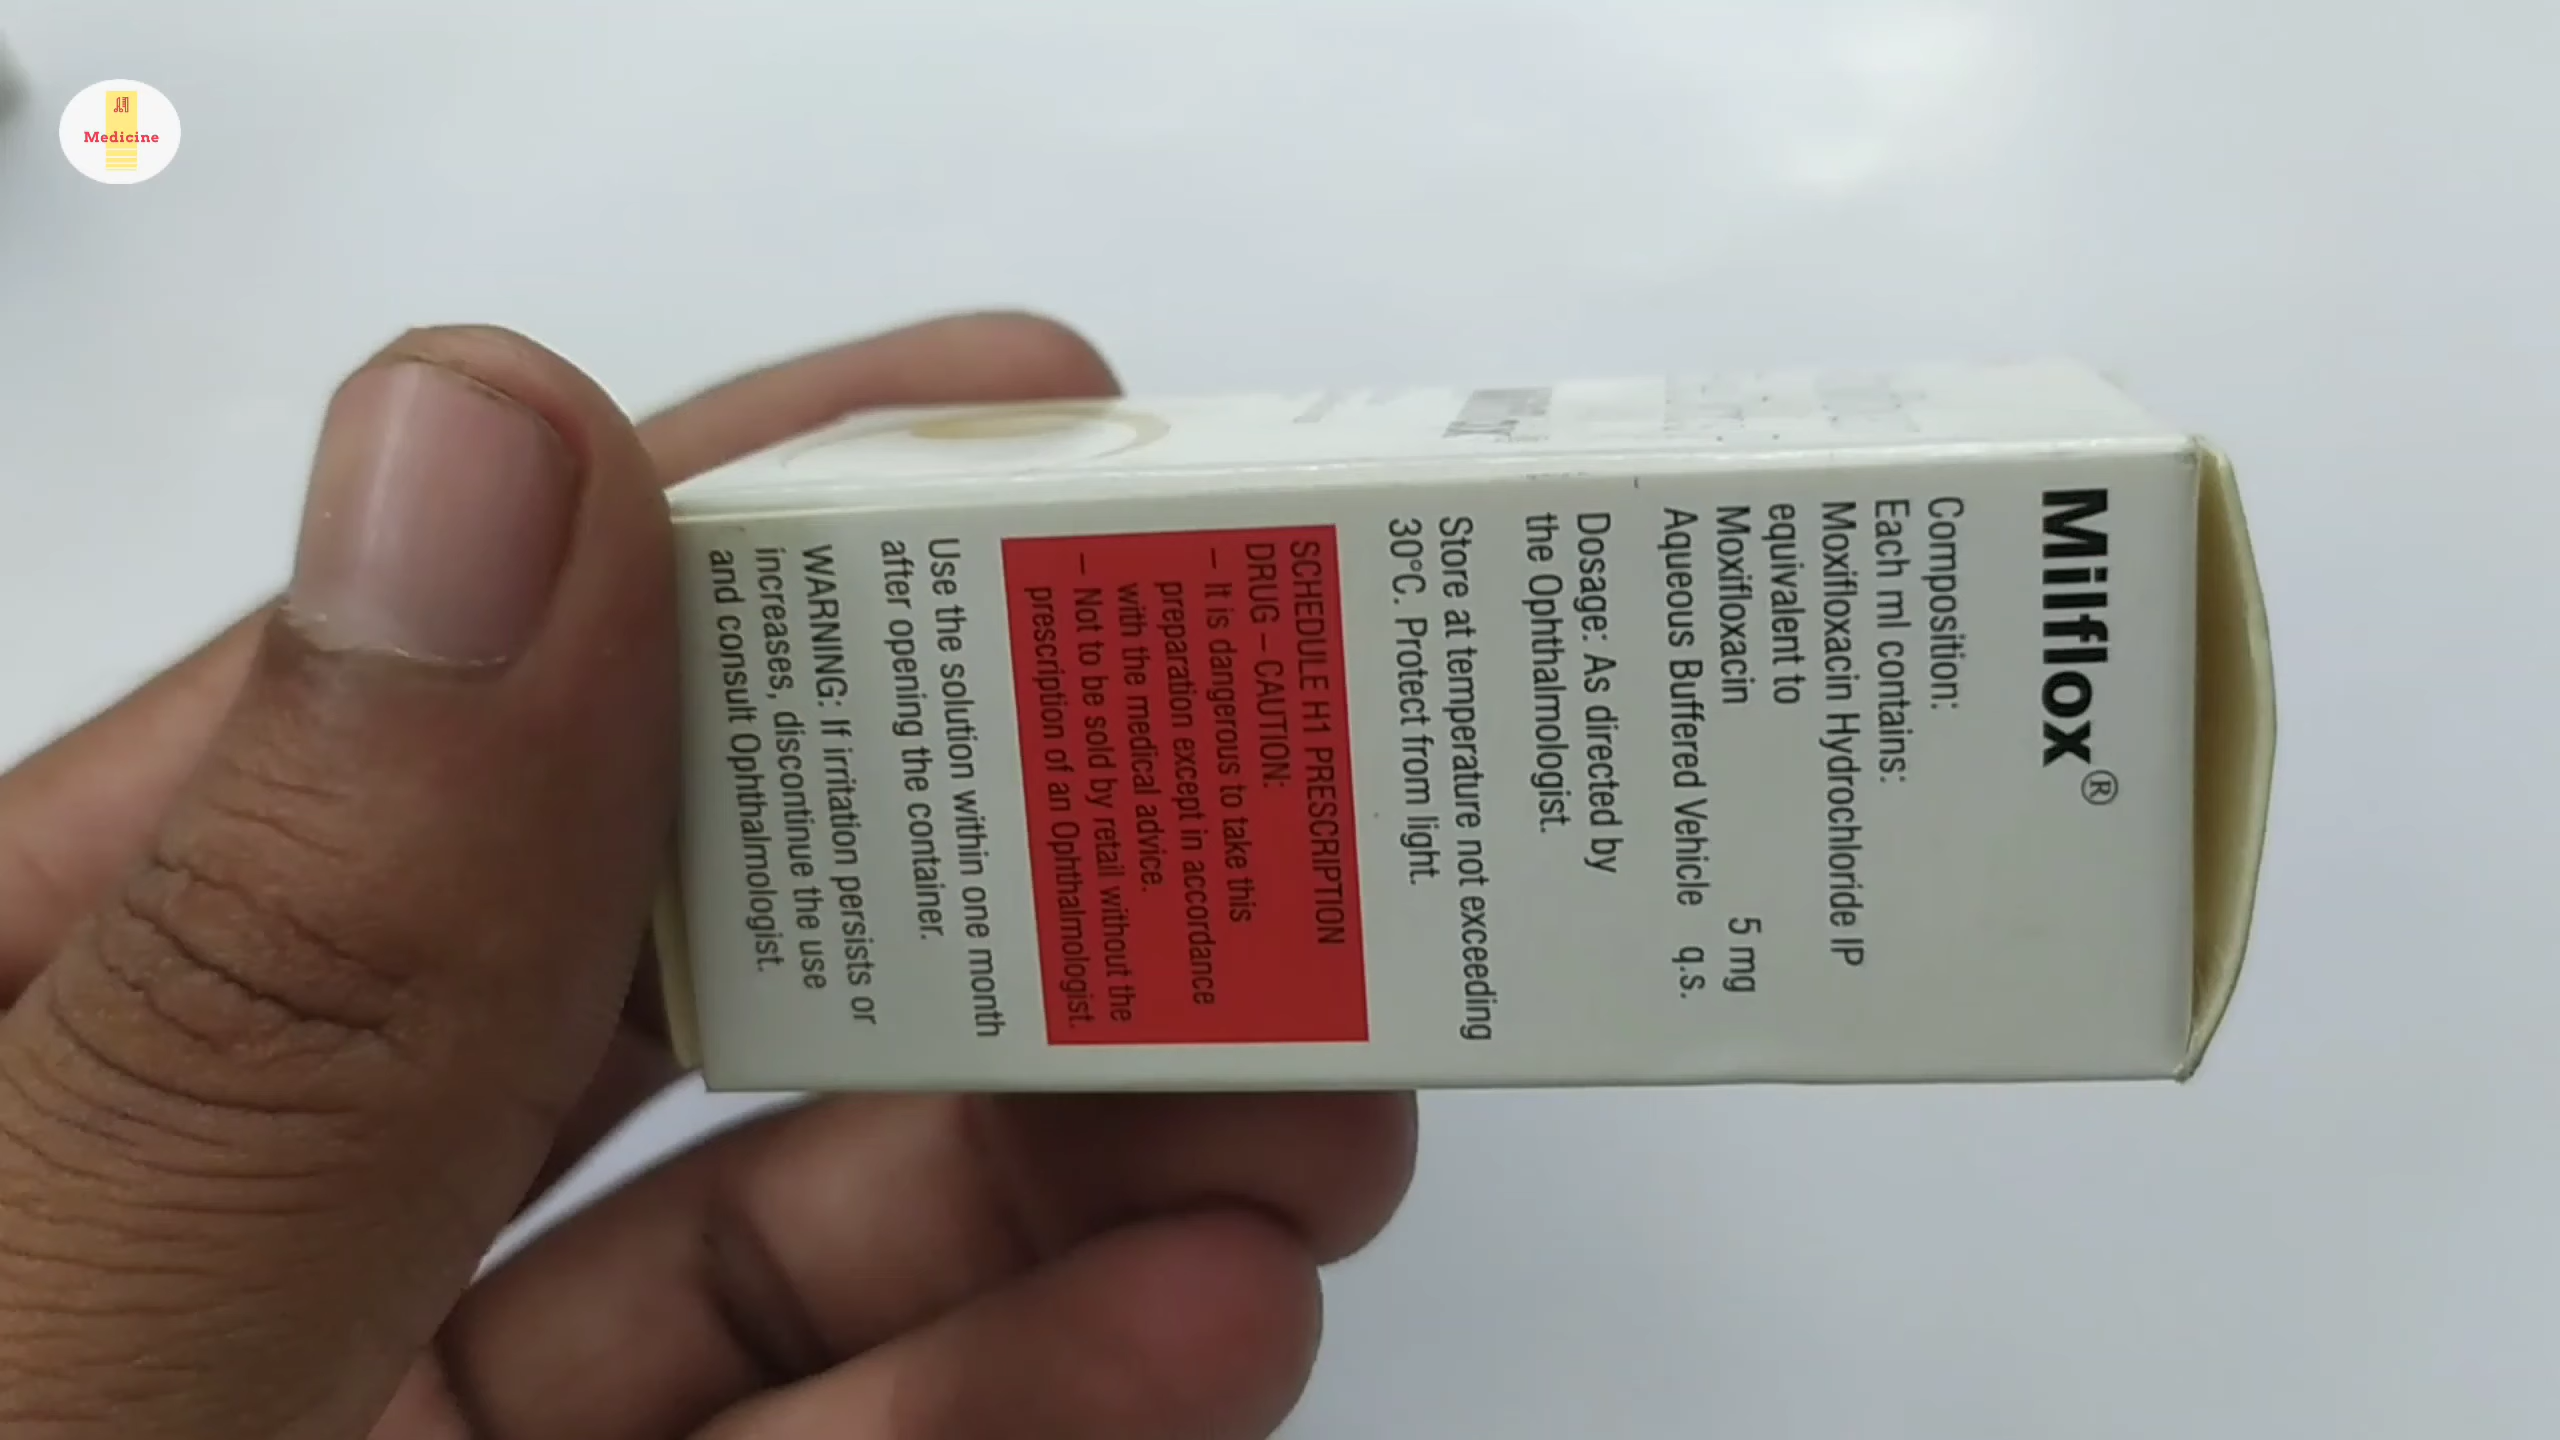 Medicine
Milflox®
Composition:
Each ml contains:
Moxifloxacin Hydrochloride IP
equivalent to
Moxifloxacin 5 mg
Aqueous Buffered Vehicle q.s.
Dosage: As directed by
the Ophthalmologist.
Store at temperature not exceeding
30°C. Protect from light.
SCHEDULE H1 PRESCRIPTION
DRUG – CAUTION:
– It is dangerous to take this
preparation except in accordance
with the medical advice.
– Not to be sold by retail without the
prescription of an Ophthalmologist.
Use the solution within one month
after opening the container.
WARNING: If irritation persists or
increases, discontinue the use
and consult Ophthalmologist.